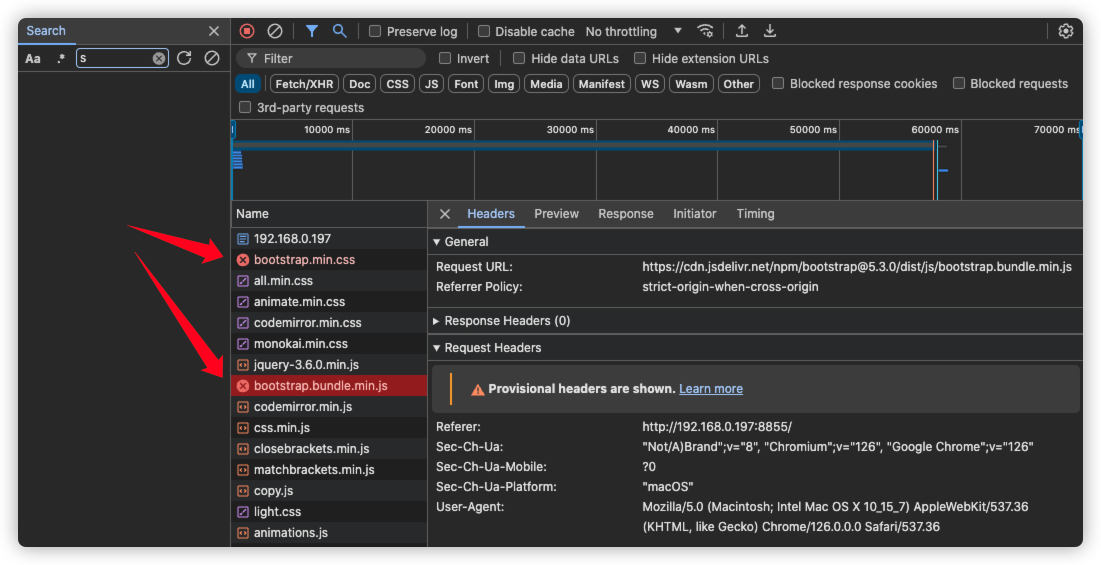 Search
Aa .* s
Preserve log Disable cache No throttling
Filter Invert Hide data URLs Hide extension URLs
All Fetch/XHR Doc CSS JS Font Img Media Manifest WS Wasm Other Blocked response cookies Blocked requests
3rd-party requests
10000 ms 20000 ms 30000 ms 40000 ms 50000 ms 60000 ms 70000 ms
Name
192.168.0.197
bootstrap.min.css
all.min.css
animate.min.css
codemirror.min.css
monokai.min.css
jquery-3.6.0.min.js
bootstrap.bundle.min.js
codemirror.min.js
css.min.js
closebrackets.min.js
matchbrackets.min.js
copy.js
light.css
animations.js
Headers Preview Response Initiator Timing
General
Request URL: https://cdn.jsdelivr.net/npm/bootstrap@5.3.0/dist/js/bootstrap.bundle.min.js
Referrer Policy: strict-origin-when-cross-origin
Response Headers (0)
Request Headers
Provisional headers are shown. Learn more
Referer: http://192.168.0.197:8855/
Sec-Ch-Ua: "Not/A)Brand";v="8", "Chromium";v="126", "Google Chrome";v="126"
Sec-Ch-Ua-Mobile: ?0
Sec-Ch-Ua-Platform: "macOS"
User-Agent: Mozilla/5.0 (Macintosh; Intel Mac OS X 10_15_7) AppleWebKit/537.36
(KHTML, like Gecko) Chrome/126.0.0.0 Safari/537.36